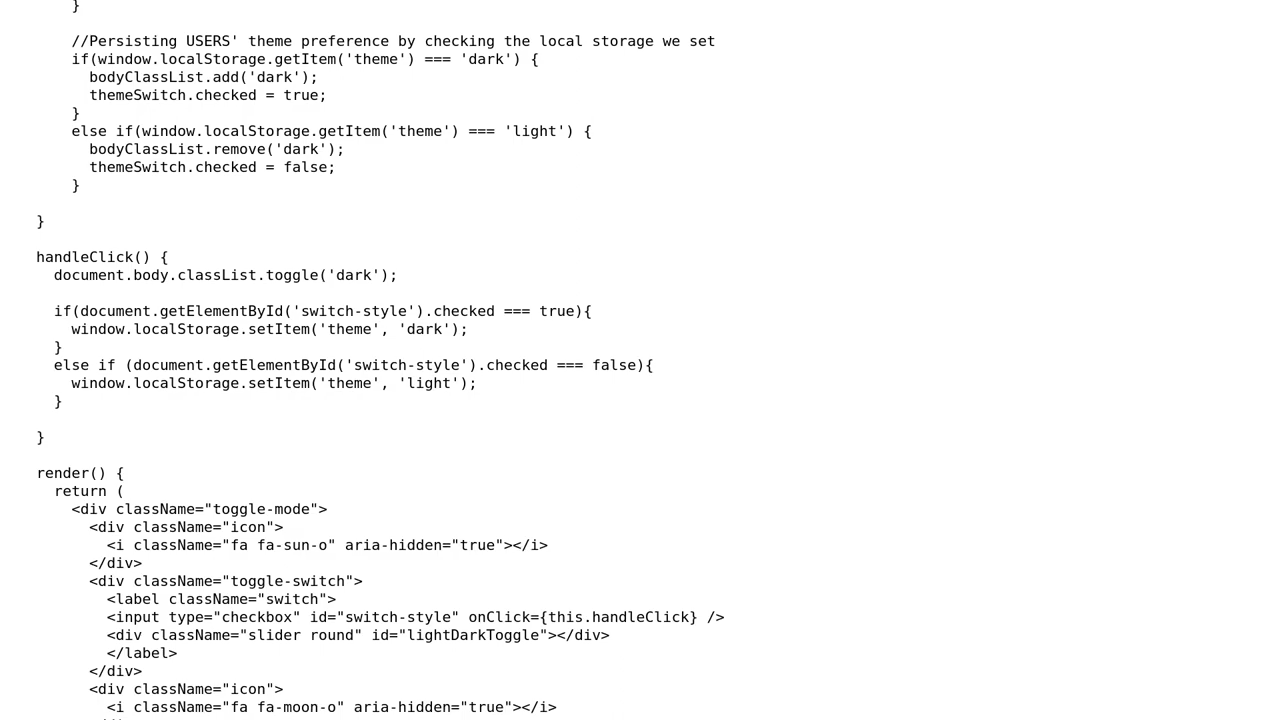 }
//Persisting USERS' theme preference by checking the local storage we set
if(window.localStorage.getItem('theme') === 'dark') {
bodyClassList.add('dark');
themeSwitch.checked = true;
}
else if(window.localStorage.getItem('theme') === 'light') {
bodyClassList.remove('dark');
themeSwitch.checked = false;
}
}
handleClick() {
document.body.classList.toggle('dark');
if(document.getElementById('switch-style').checked === true){
window.localStorage.setItem('theme', 'dark');
}
else if (document.getElementById('switch-style').checked === false){
window.localStorage.setItem('theme', 'light');
}
}
render() {
return (
<div className="toggle-mode">
<div className="icon">
<i className="fa fa-sun-o" aria-hidden="true"></i>
</div>
<div className="toggle-switch">
<label className="switch">
<input type="checkbox" id="switch-style" onClick={this.handleClick} />
<div className="slider round" id="lightDarkToggle"></div>
</label>
</div>
<div className="icon">
<i className="fa fa-moon-o" aria-hidden="true"></i>